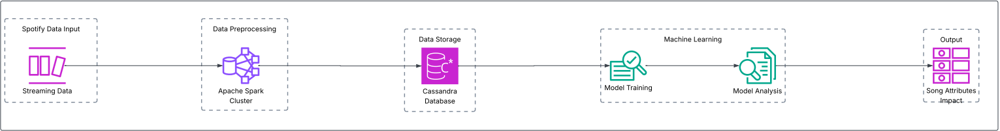 Spotify Data Input
Streaming Data
Data Preprocessing
Apache Spark
Cluster
Data Storage
C*
Cassandra
Database
Machine Learning
Model Training
Model Analysis
Output
Song Attributes
Impact